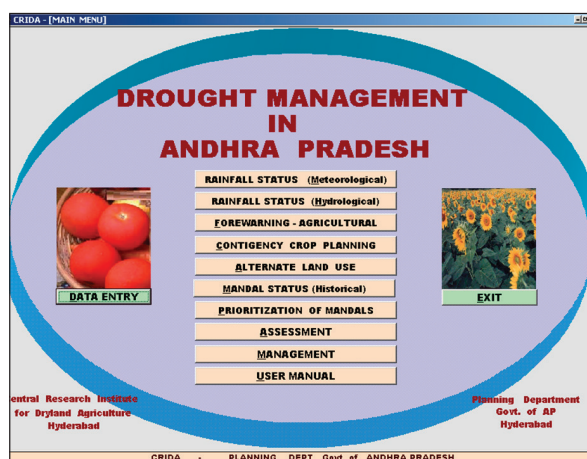 CRIDA - [MAIN MENU]
DROUGHT MANAGEMENT
IN
ANDHRA PRADESH
RAINFALL STATUS (Meteorological)
RAINFALL STATUS (Hydrological)
FOREWARNING - AGRICULTURAL
CONTIGENCY CROP PLANNING
ALTERNATE LAND USE
MANDAL STATUS (Historical)
PRIORITIZATION OF MANDALS
ASSESSMENT
MANAGEMENT
USER MANUAL
DATA ENTRY
EXIT
entral Research Institute
for Dryland Agriculture
Hyderabad
Planning Department
Govt. of AP
Hyderabad
CRIDA - PLANNING DEPT Govt. of ANDHRA PRADESH